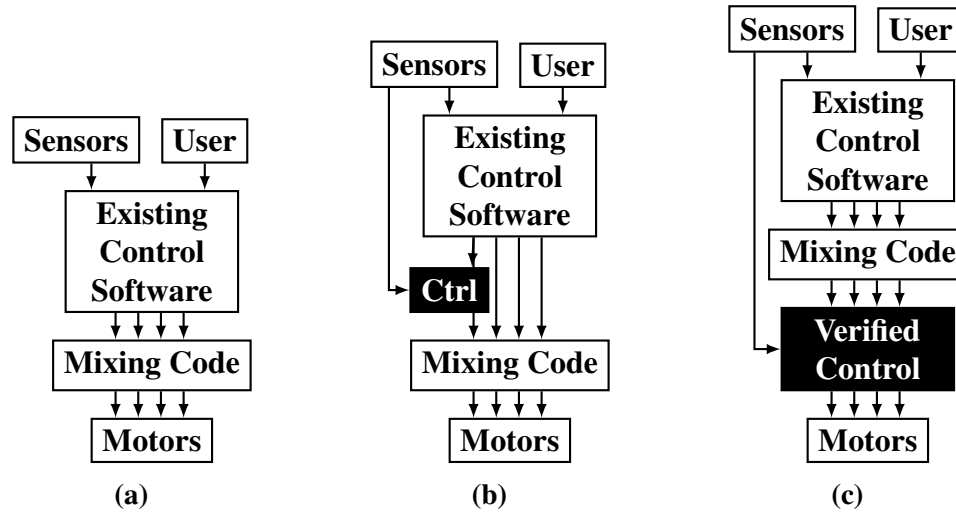 Sensors
User
Existing
Control
Software
Mixing Code
Motors
(a)
Sensors
User
Existing
Control
Software
Ctrl
Mixing Code
Motors
(b)
Sensors
User
Existing
Control
Software
Mixing Code
Verified
Control
Motors
(c)